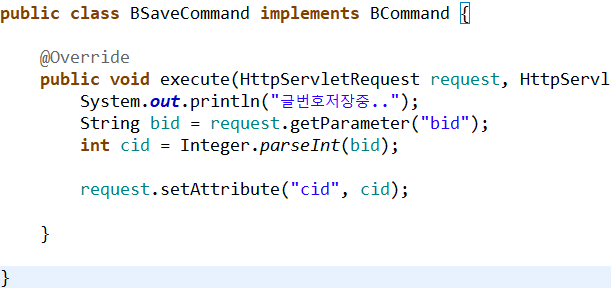 public class BSaveCommand implements BCommand {
@Override
public void execute(HttpServletRequest request, HttpServl
System.out.println("글번호저장중..");
String bid = request.getParameter("bid");
int cid = Integer.parseInt(bid);
request.setAttribute("cid", cid);
}
}